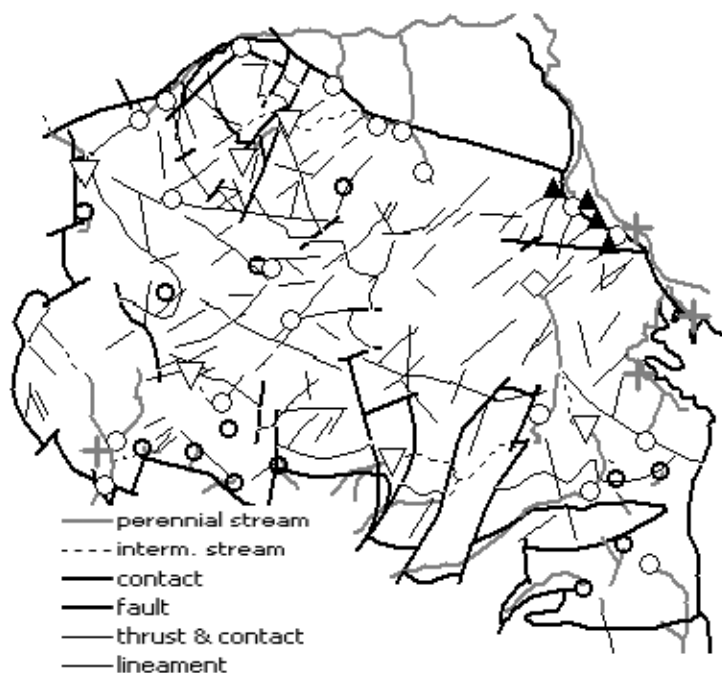 perennial stream
interm. stream
contact
fault
thrust & contact
lineament